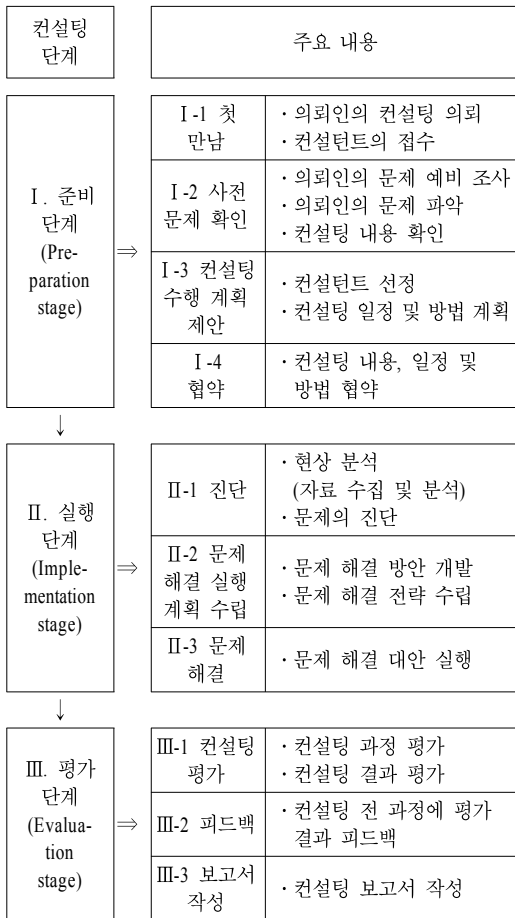 컨설팅
단계
주요 내용
Ⅰ. 준비
단계
(Pre-
paration
stage)
⇒
Ⅰ-1 첫
만남
· 의뢰인의 컨설팅 의뢰
· 컨설턴트의 접수
Ⅰ-2 사전
문제 확인
· 의뢰인의 문제 예비 조사
· 의뢰인의 문제 파악
· 컨설팅 내용 확인
Ⅰ-3 컨설팅
수행 계획
제안
· 컨설턴트 선정
· 컨설팅 일정 및 방법 계획
Ⅰ-4
협약
· 컨설팅 내용, 일정 및
방법 협약
↓
Ⅱ. 실행
단계
(Imple-
mentation
stage)
⇒
Ⅱ-1 진단
· 현상 분석
(자료 수집 및 분석)
· 문제의 진단
Ⅱ-2 문제
해결 실행
계획 수립
· 문제 해결 방안 개발
· 문제 해결 전략 수립
Ⅱ-3 문제
해결
· 문제 해결 대안 실행
↓
Ⅲ. 평가
단계
(Evalua-
tion
stage)
⇒
Ⅲ-1 컨설팅
평가
· 컨설팅 과정 평가
· 컨설팅 결과 평가
Ⅲ-2 피드백
· 컨설팅 전 과정에 평가
결과 피드백
Ⅲ-3 보고서
작성
· 컨설팅 보고서 작성